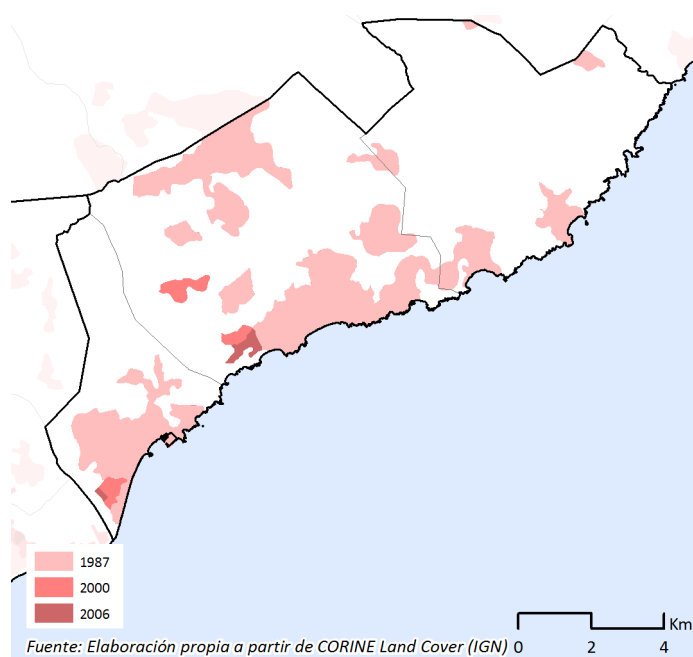 1987
2000
2006
Fuente: Elaboración propia a partir de CORINE Land Cover (IGN)
0 2 4 Km